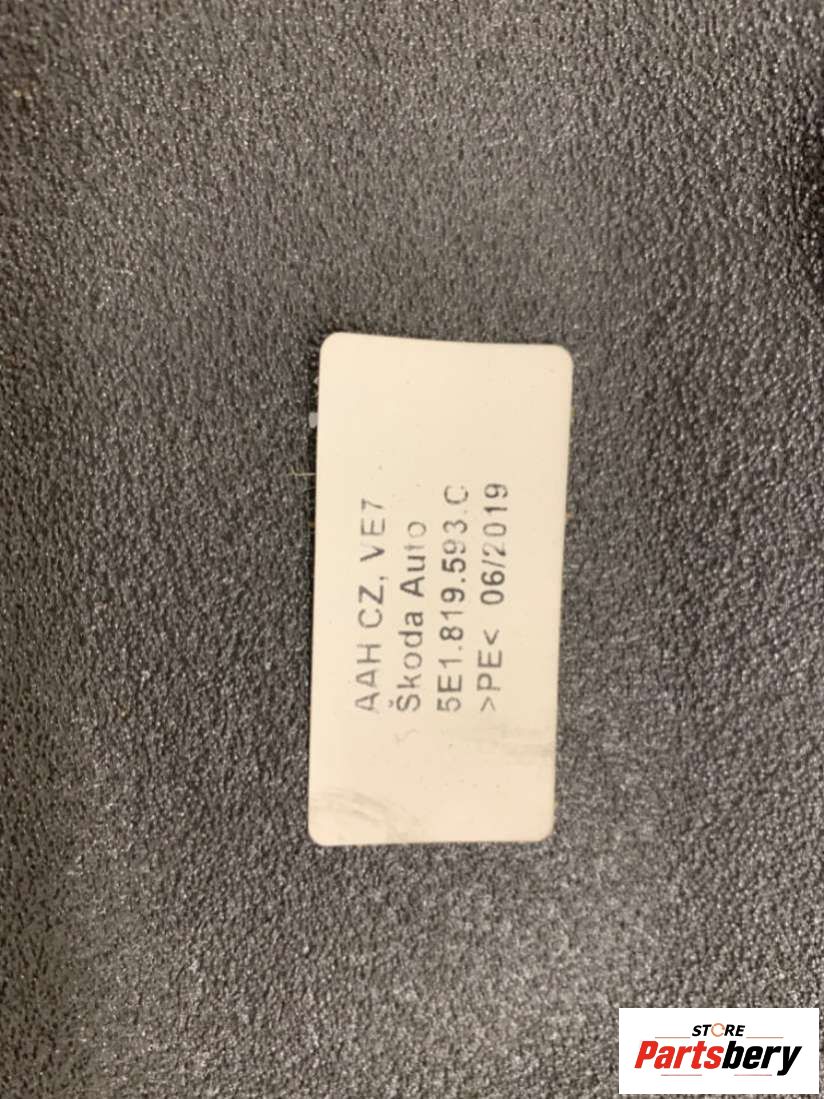 AAH CZ, VE7
Škoda Auto
5E1.819.593.C
>PE< 06/2019
STORE
Partsbery